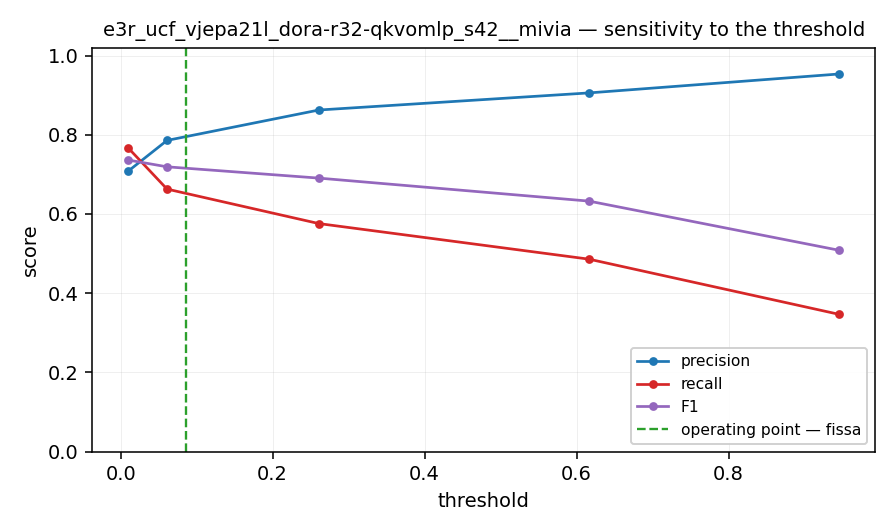 e3r_ucf_vjepa21l_dora-r32-qkvomlp_s42__mivia — sensitivity to the threshold
1.0
0.8
0.6
0.4
0.2
0.0
score
0.0 0.2 0.4 0.6 0.8
threshold
precision
recall
F1
operating point — fissa